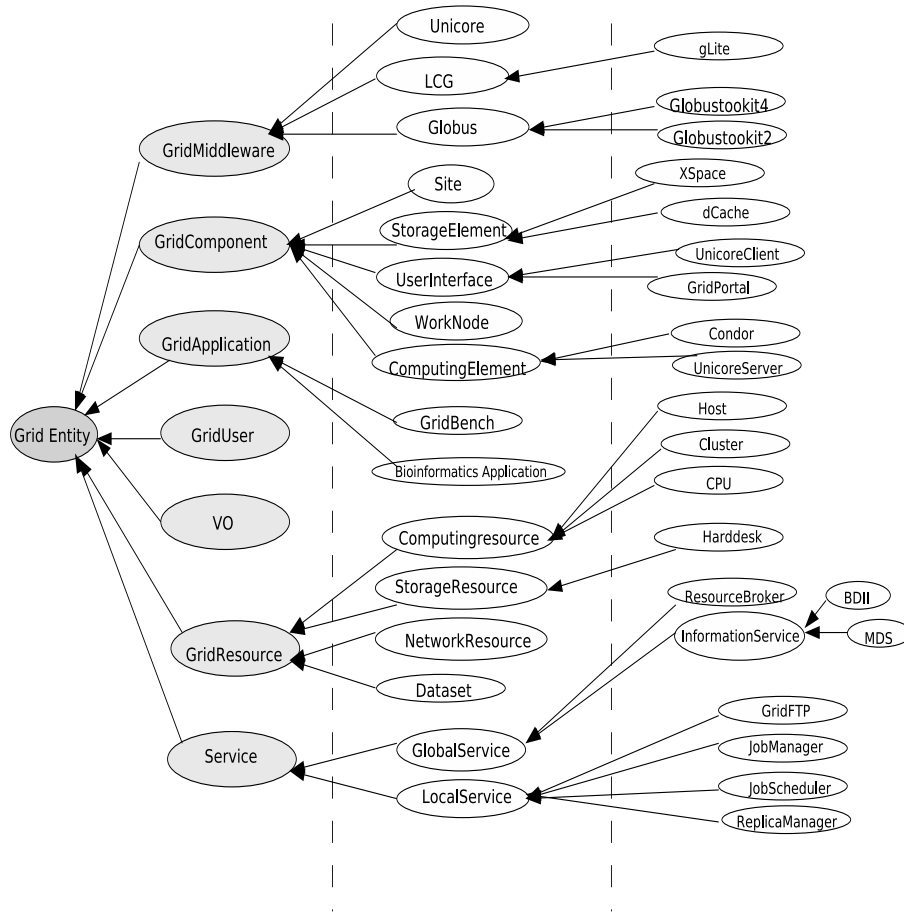 Unicore
gLite
LCG
Globustookit4
Globus
Globustookit2
GridMiddleware
XSpace
Site
dCache
StorageElement
GridComponent
UnicoreClient
UserInterface
GridPortal
WorkNode
Condor
GridApplication
ComputingElement
UnicoreServer
Host
GridBench
Grid Entity
GridUser
Cluster
Bioinformatics Application
CPU
VO
Computingresource
Harddesk
StorageResource
ResourceBroker
BDII
NetworkResource
InformationService
MDS
GridResource
Dataset
GridFTP
GlobalService
JobManager
Service
JobScheduler
LocalService
ReplicaManager